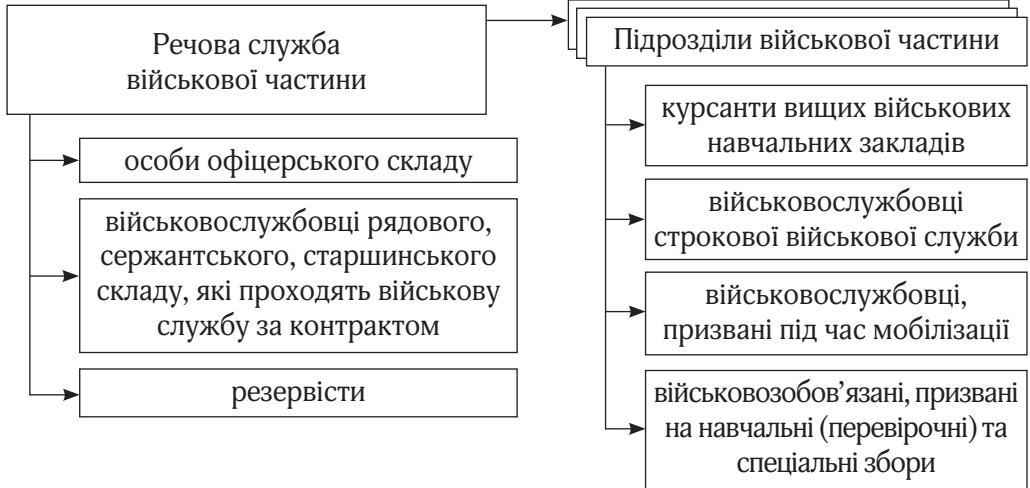 Речова служба
військової частини
особи офіцерського складу
військовослужбовці рядового,
сержантського, старшинського
складу, які проходять військову
службу за контрактом
резервісти
Підрозділи військової частини
курсанти вищих військових
навчальних закладів
військовослужбовці
строкової військової служби
військовослужбовці,
призвані під час мобілізації
військовозобов’язані, призвані
на навчальні (перевірочні) та
спеціальні збори